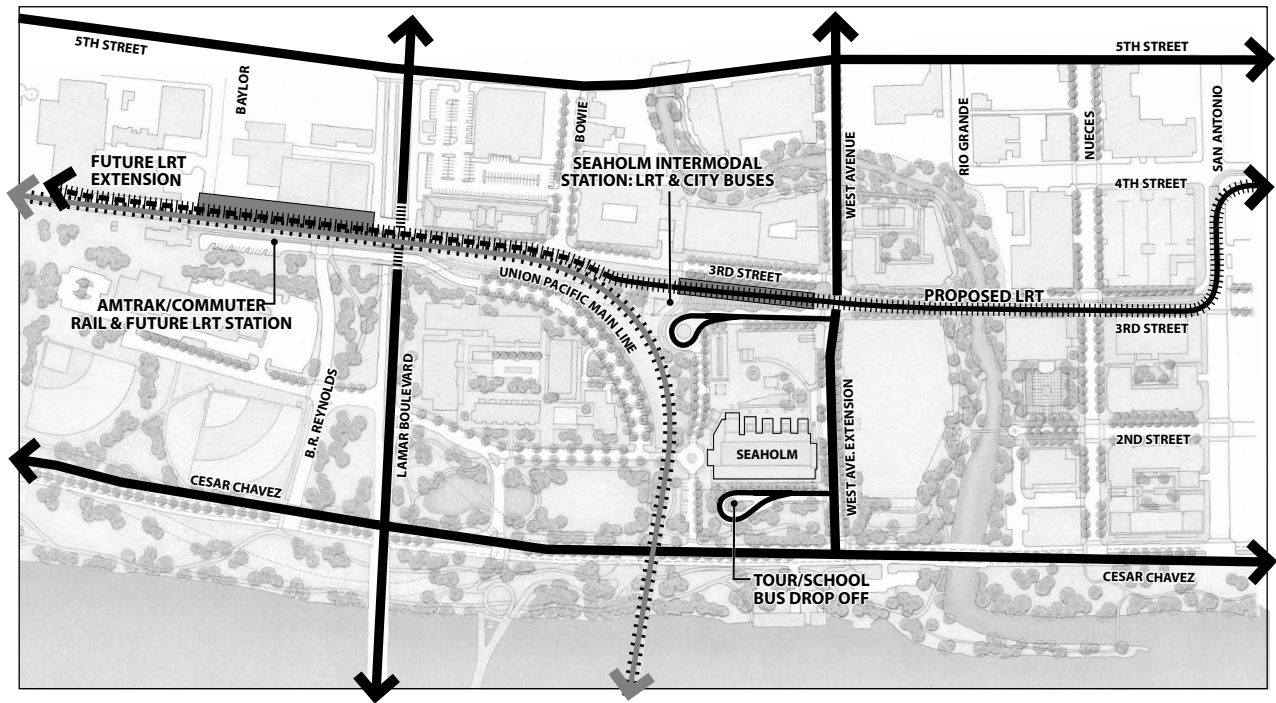 5TH STREET
5TH STREET
BAYLOR
BOWIE
WEST AVENUE
RIO GRANDE
NUECES
SAN ANTONIO
FUTURE LRT
EXTENSION
SEAHOLM INTERMODAL
STATION: LRT & CITY BUSES
4TH STREET
3RD STREET
UNION PACIFIC MAIN LINE
PROPOSED LRT
3RD STREET
AMTRAK/COMMUTER
RAIL & FUTURE LRT STATION
B.R. REYNOLDS
LAMAR BOULEVARD
WEST AVE. EXTENSION
2ND STREET
SEAHOLM
CESAR CHAVEZ
TOUR/SCHOOL
BUS DROP OFF
CESAR CHAVEZ